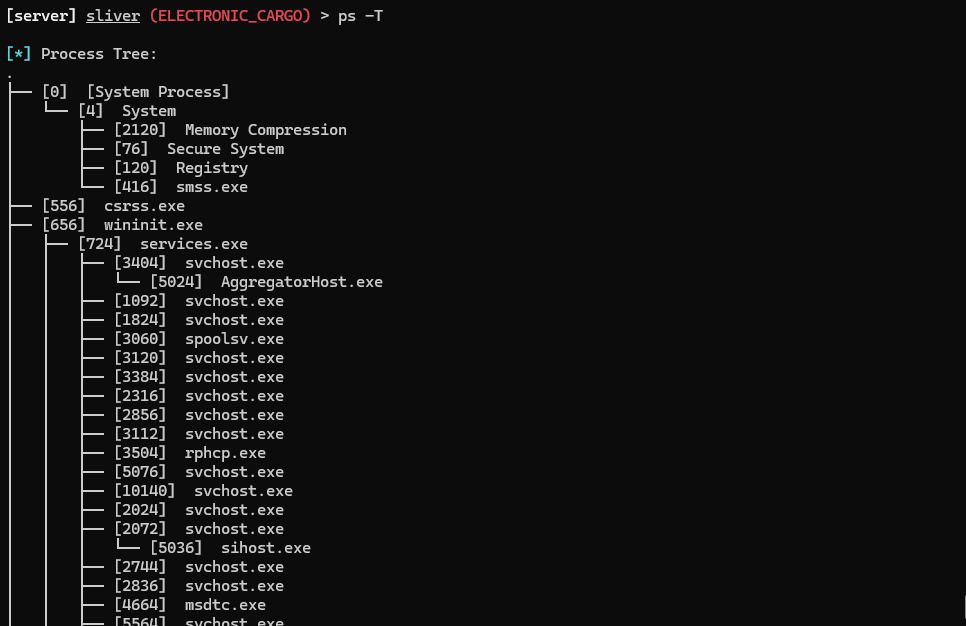 [server] sliver (ELECTRONIC_CARGO) > ps -T
[*] Process Tree:
.
├── [0]  [System Process]
│   └── [4]  System
│       ├── [2120]  Memory Compression
│       ├── [76]  Secure System
│       ├── [120]  Registry
│       └── [416]  smss.exe
├── [556]  csrss.exe
├── [656]  wininit.exe
│   ├── [724]  services.exe
│   │   ├── [3404]  svchost.exe
│   │   │   └── [5024]  AggregatorHost.exe
│   │   ├── [1092]  svchost.exe
│   │   ├── [1824]  svchost.exe
│   │   ├── [3060]  spoolsv.exe
│   │   ├── [3120]  svchost.exe
│   │   ├── [3384]  svchost.exe
│   │   ├── [2316]  svchost.exe
│   │   ├── [2856]  svchost.exe
│   │   ├── [3112]  svchost.exe
│   │   ├── [3504]  rphcp.exe
│   │   ├── [5076]  svchost.exe
│   │   ├── [10140]  svchost.exe
│   │   ├── [2024]  svchost.exe
│   │   ├── [2072]  svchost.exe
│   │   │   └── [5036]  sihost.exe
│   │   ├── [2744]  svchost.exe
│   │   ├── [2836]  svchost.exe
│   │   ├── [4664]  msdtc.exe
│   │   ├── [5564]  svchost.exe